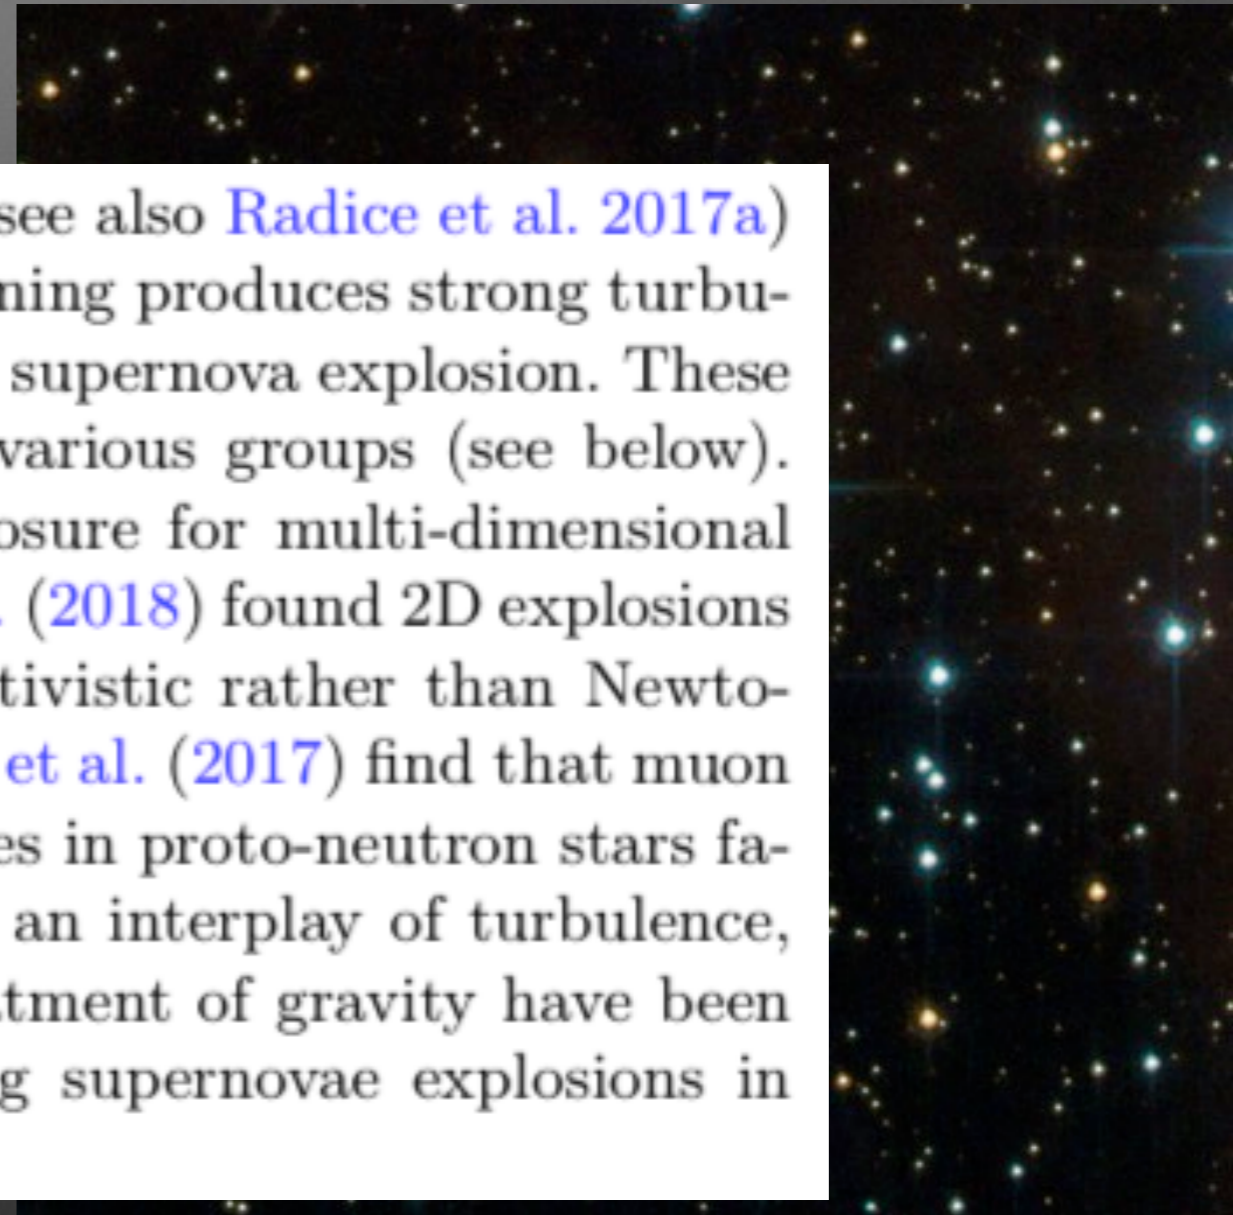 see also Radice et al. 2017a)
ning produces strong turbu-
supernova explosion. These
various groups (see below).
osure for multi-dimensional
. (2018) found 2D explosions
tivistic rather than Newto-
et al. (2017) find that muon
es in proto-neutron stars fa-
an interplay of turbulence,
tment of gravity have been
g supernovae explosions in